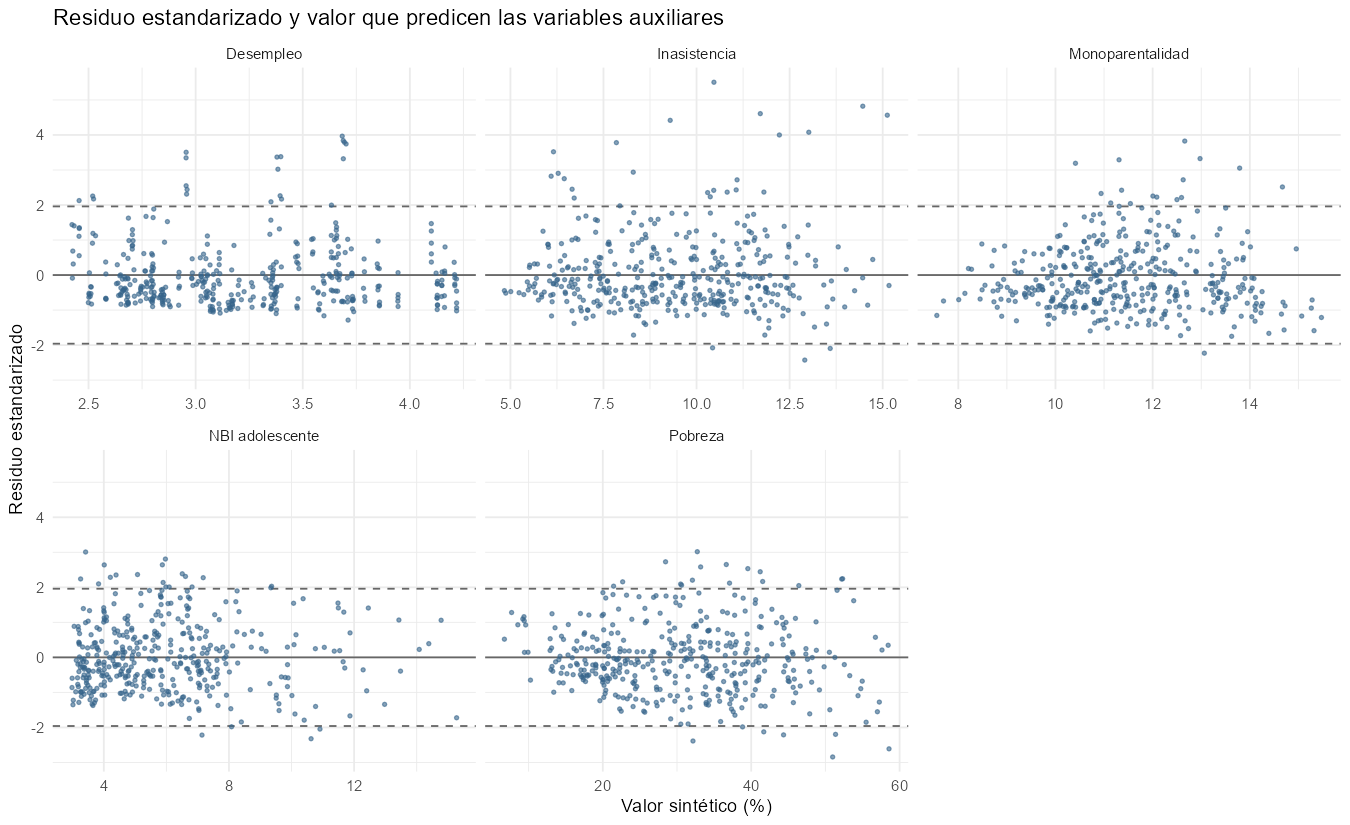 Residuo estandarizado y valor que predicen las variables auxiliares
Desempleo
Inasistencia
Monoparentalidad
4
2
0
-2
2.5 3.0 3.5 4.0
5.0 7.5 10.0 12.5 15.0
8 10 12 14
Residuo estandarizado
NBI adolescente
Pobreza
4
2
0
-2
4 8 12
20 40 60
Valor sintético (%)